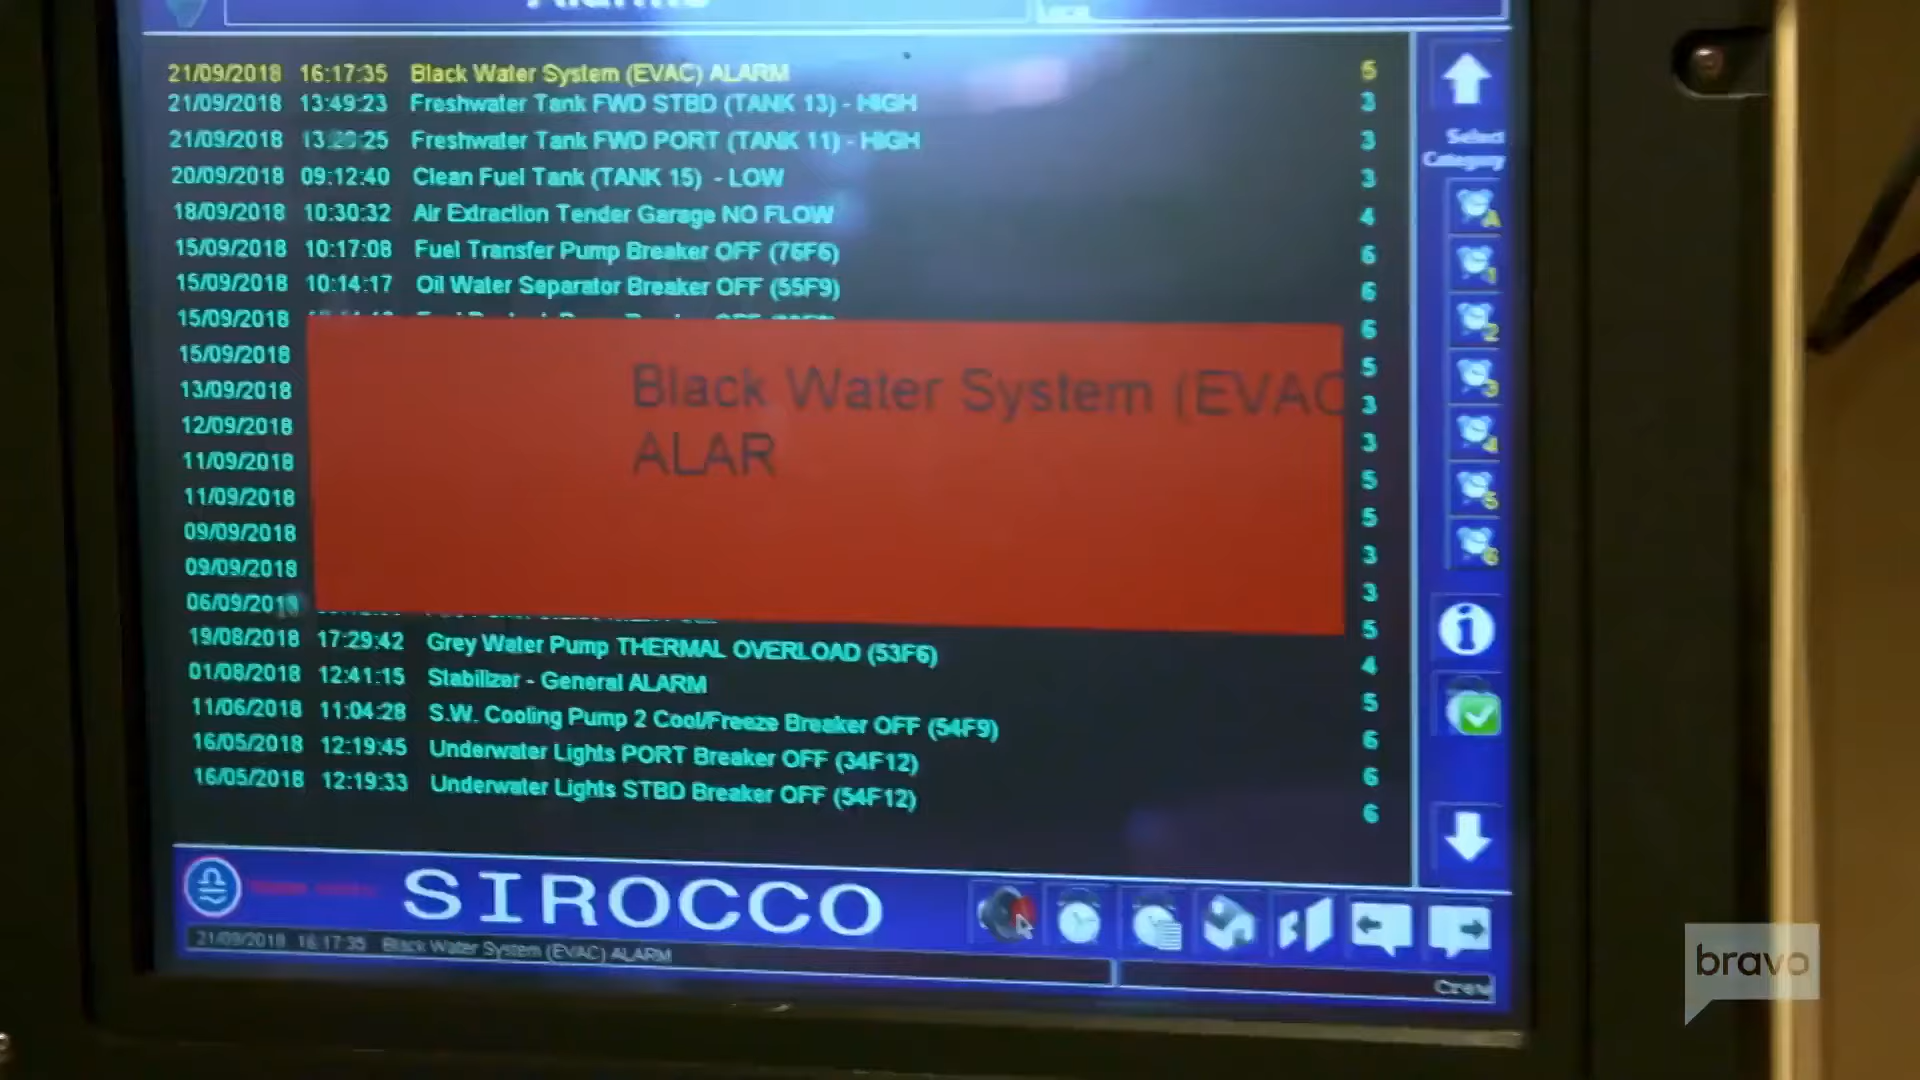 Alarms
Local
21/09/2018 16:17:35 Black Water System (EVAC) ALARM 5
21/09/2018 13:49:23 Freshwater Tank FWD STBD (TANK 13) - HIGH 3
21/09/2018 25 Freshwater Tank FWD PORT (TANK 11) - HIGH 3
20/09/2018 09:12:40 Clean Fuel Tank (TANK 15) - LOW 3
18/09/2018 10:30:32 Air Extraction Tender Garage NO FLOW 4
15/09/2018 10:17:08 Fuel Transfer Pump Breaker OFF (76F6) 6
15/09/2018 10:14:17 Oil Water Separator Breaker OFF (55F9) 6
15/09/2018 6
15/09/2018 5
13/09/2018 3
12/09/2018 3
11/09/2018 5
11/09/2018 5
09/09/2018 3
09/09/2018 3
06/09/2018 5
Black Water System (EVAC
ALAR
19/08/2018 17:29:42 Grey Water Pump THERMAL OVERLOAD (53F6) 4
01/08/2018 12:41:15 Stabilizer - General ALARM 5
11/06/2018 11:04:28 S.W. Cooling Pump 2 Cool/Freeze Breaker OFF (54F9) 6
16/05/2018 12:19:45 Underwater Lights PORT Breaker OFF (34F12) 6
16/05/2018 12:19:33 Underwater Lights STBD Breaker OFF (54F12) 6
Select
Category
A
1
2
3
4
5
6
SIROCCO
21/09/2018 16:17:35 Black Water System (EVAC) ALARM
Crew
bravo